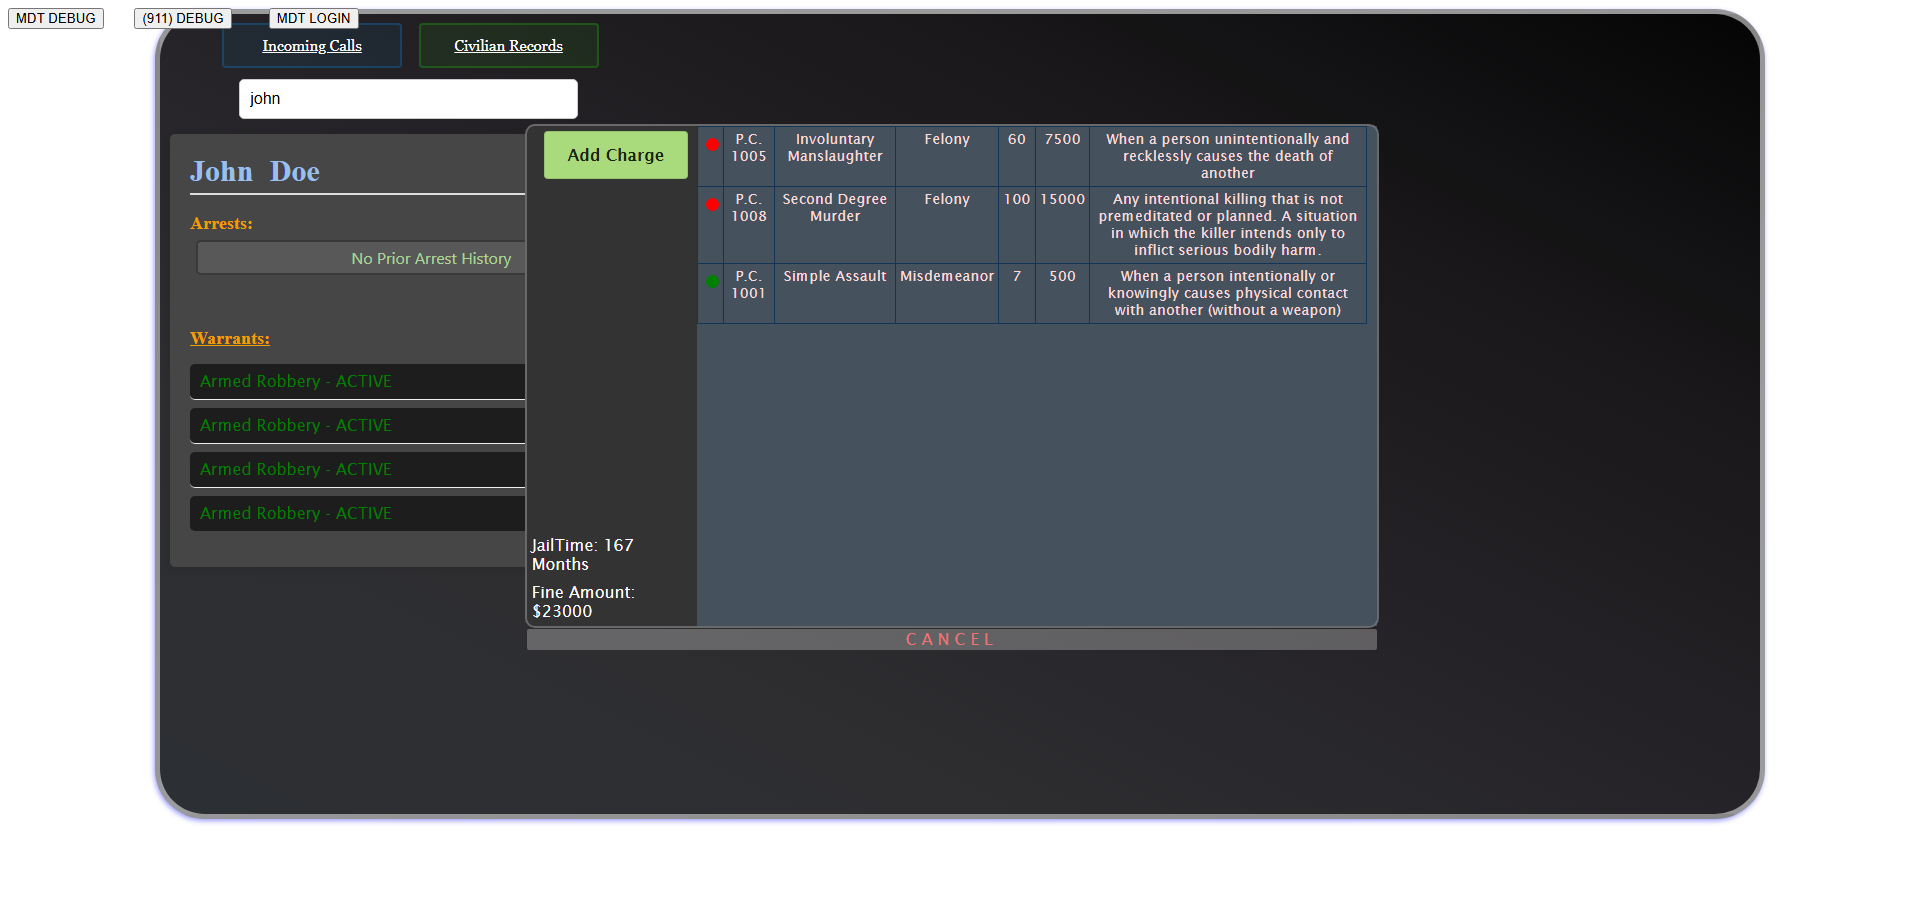 MDT DEBUG
(911) DEBUG
MDT LOGIN
Incoming Calls
Civilian Records
john
John Doe
Arrests:
No Prior Arrest History
Warrants:
Armed Robbery - ACTIVE
Armed Robbery - ACTIVE
Armed Robbery - ACTIVE
Armed Robbery - ACTIVE
Add Charge
JailTime: 167
Months
Fine Amount:
$23000
P.C.
1005
Involuntary
Manslaughter
Felony
60
7500
When a person unintentionally and
recklessly causes the death of
another
P.C.
1008
Second Degree
Murder
Felony
100
15000
Any intentional killing that is not
premeditated or planned. A situation
in which the killer intends only to
inflict serious bodily harm.
P.C.
1001
Simple Assault
Misdemeanor
7
500
When a person intentionally or
knowingly causes physical contact
with another (without a weapon)
CANCEL